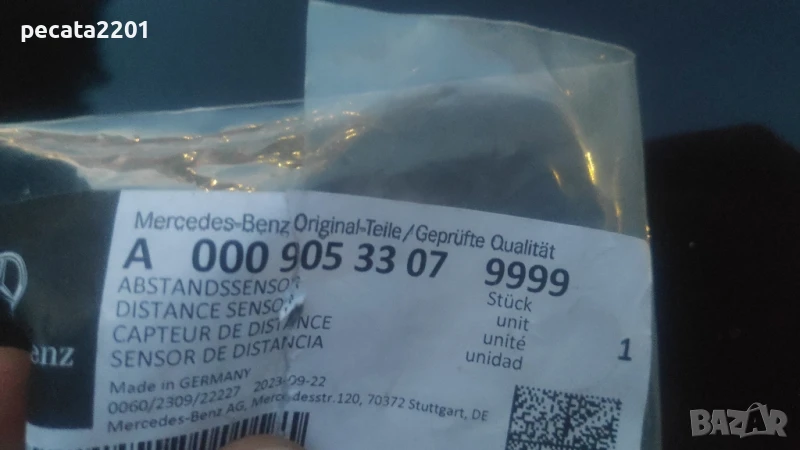 pecata2201
Mercedes-Benz Original-Teile/Geprüfte Qualität
A 000 905 33 07 9999
ABSTANDSSENSOR
DISTANCE SENSOR
CAPTEUR DE DISTANCE
SENSOR DE DISTANCIA
Stück
unit
unité
unidad
1
enz
Made in GERMANY
0060/2309/22227 2023-09-22
Mercedes-Benz AG, Mercedesstr.120, 70372 Stuttgart, DE
BAZAR